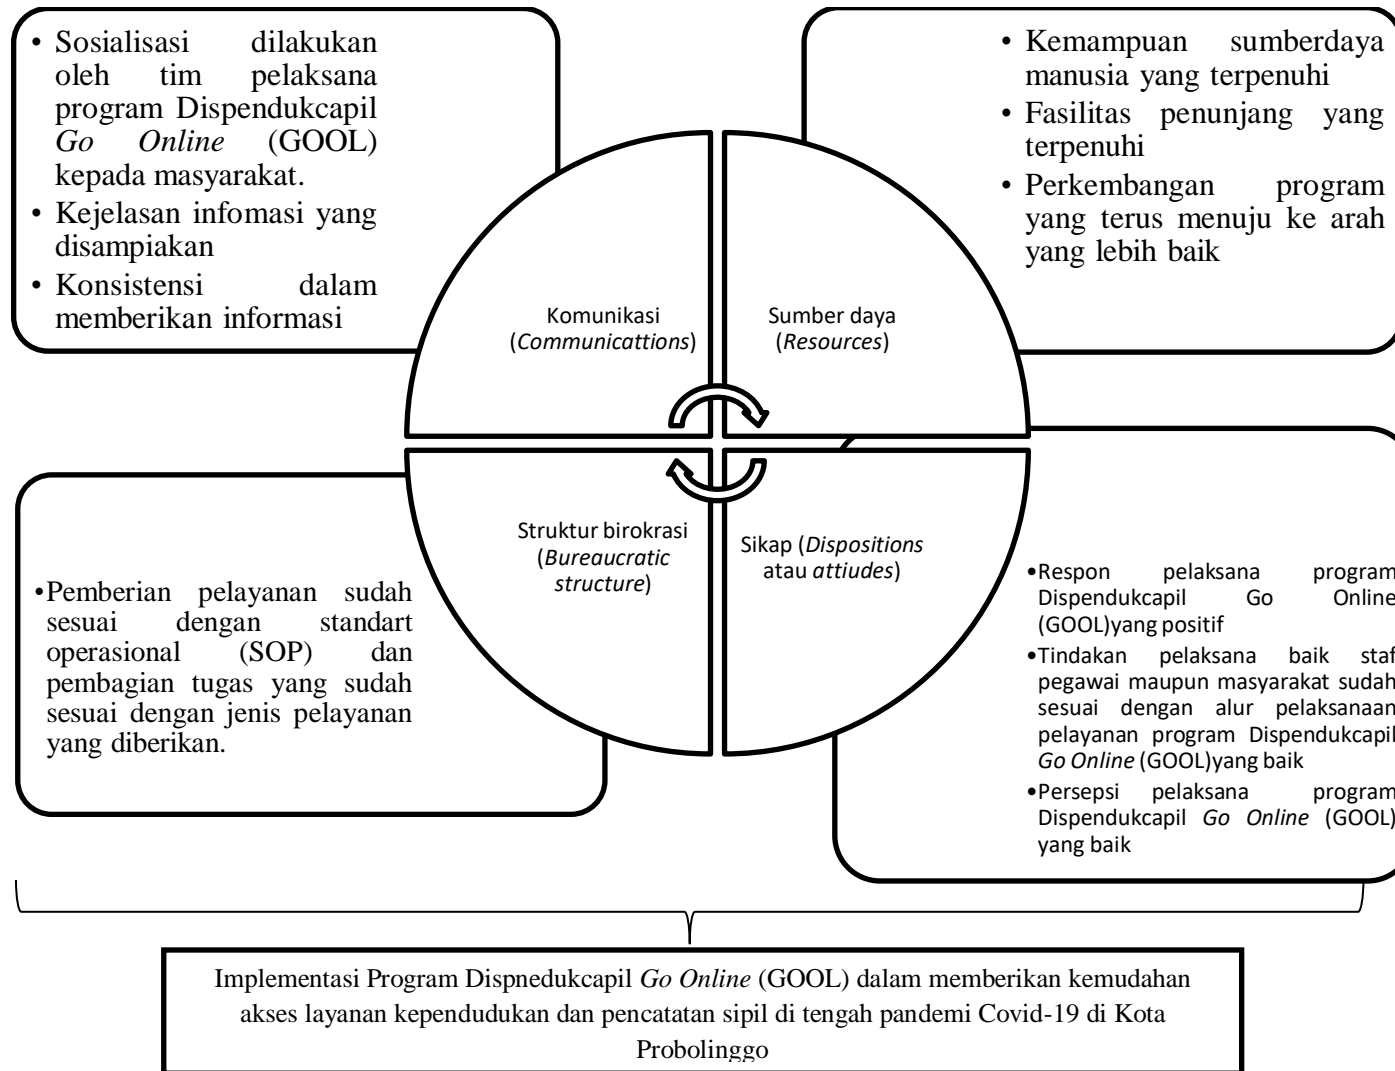 • Sosialisasi dilakukan
oleh tim pelaksana
program Dispendukcapil
Go Online (GOOL)
kepada masyarakat.
• Kejelasan infomasi yang
disampiakan
• Konsistensi dalam
memberikan informasi
• Kemampuan sumberdaya
manusia yang terpenuhi
• Fasilitas penunjang yang
terpenuhi
• Perkembangan program
yang terus menuju ke arah
yang lebih baik
Komunikasi
(Communicattions)
Sumber daya
(Resources)
Struktur birokrasi
(Bureaucratic
structure)
Sikap (Dispositions
atau attiudes)
•Pemberian pelayanan sudah
sesuai dengan standart
operasional (SOP) dan
pembagian tugas yang sudah
sesuai dengan jenis pelayanan
yang diberikan.
•Respon pelaksana program
Dispendukcapil Go Online
(GOOL)yang positif
•Tindakan pelaksana baik staf
pegawai maupun masyarakat sudah
sesuai dengan alur pelaksanaan
pelayanan program Dispendukcapil
Go Online (GOOL)yang baik
•Persepsi pelaksana program
Dispendukcapil Go Online (GOOL)
yang baik
Implementasi Program Dispnedukcapil Go Online (GOOL) dalam memberikan kemudahan
akses layanan kependudukan dan pencatatan sipil di tengah pandemi Covid-19 di Kota
Probolinggo